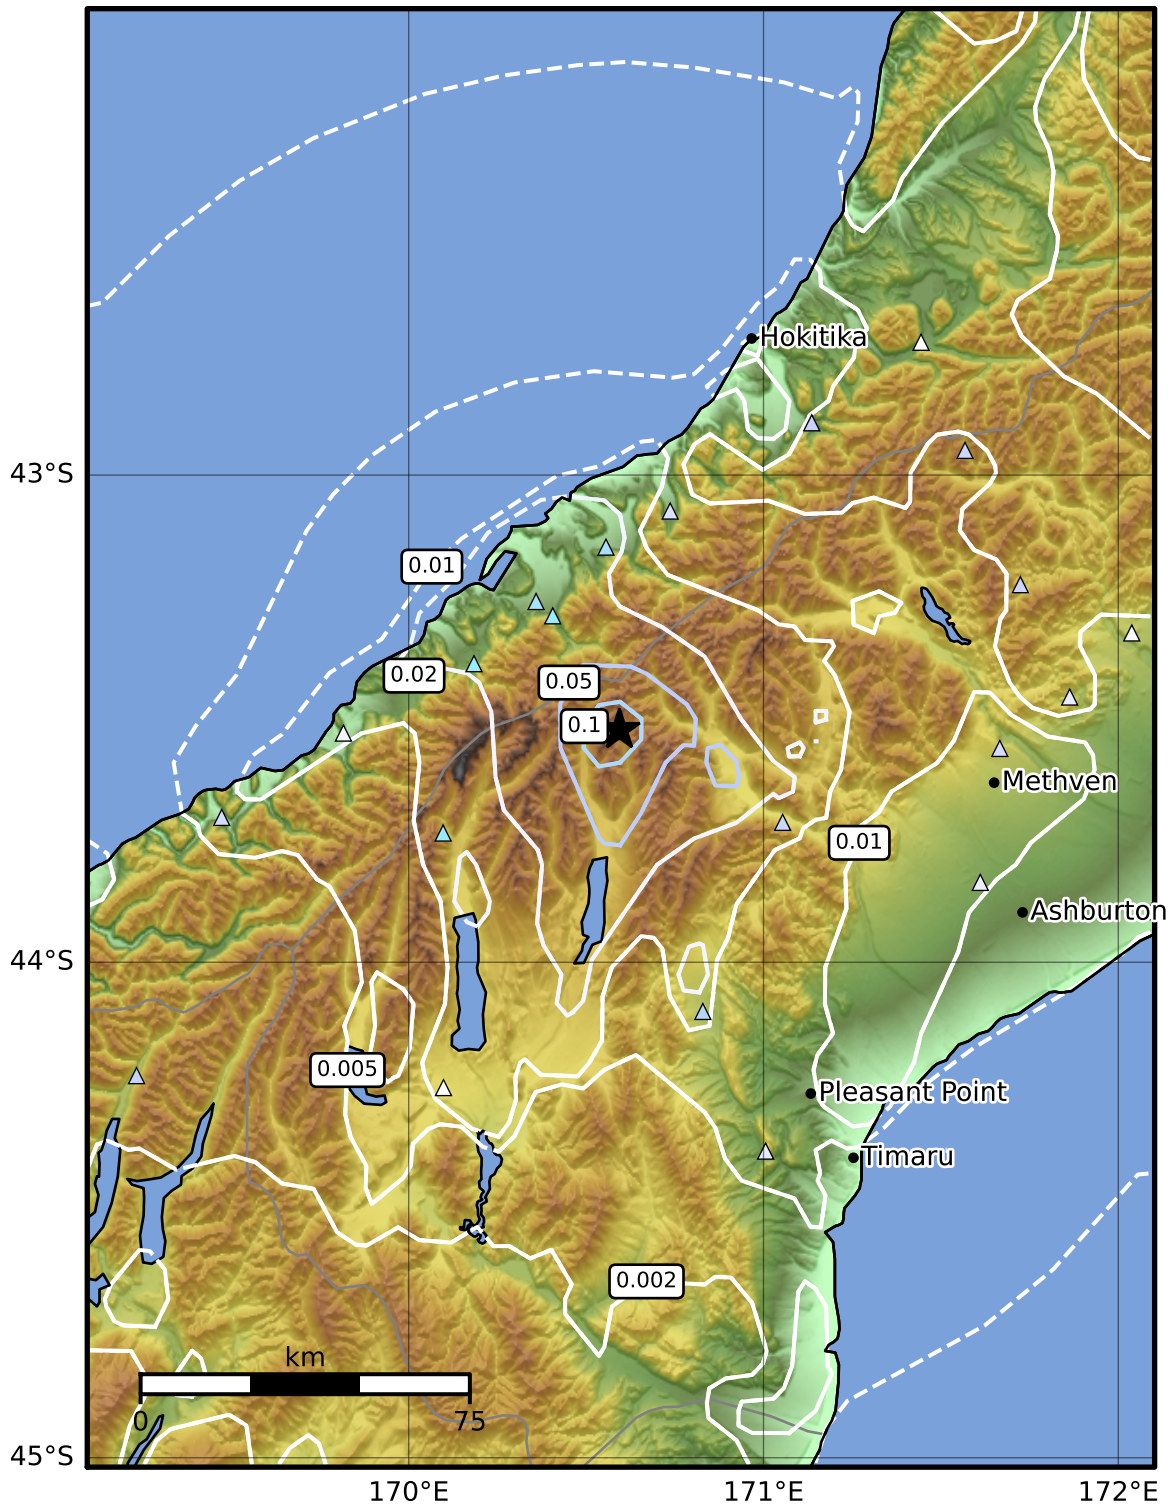 Hokitika
43°S
0.01
0.02
0.05
0.1
Methven
0.01
Ashburton
44°S
0.005
Pleasant Point
Timaru
0.002
km
0 75
45°S
170°E 171°E 172°E